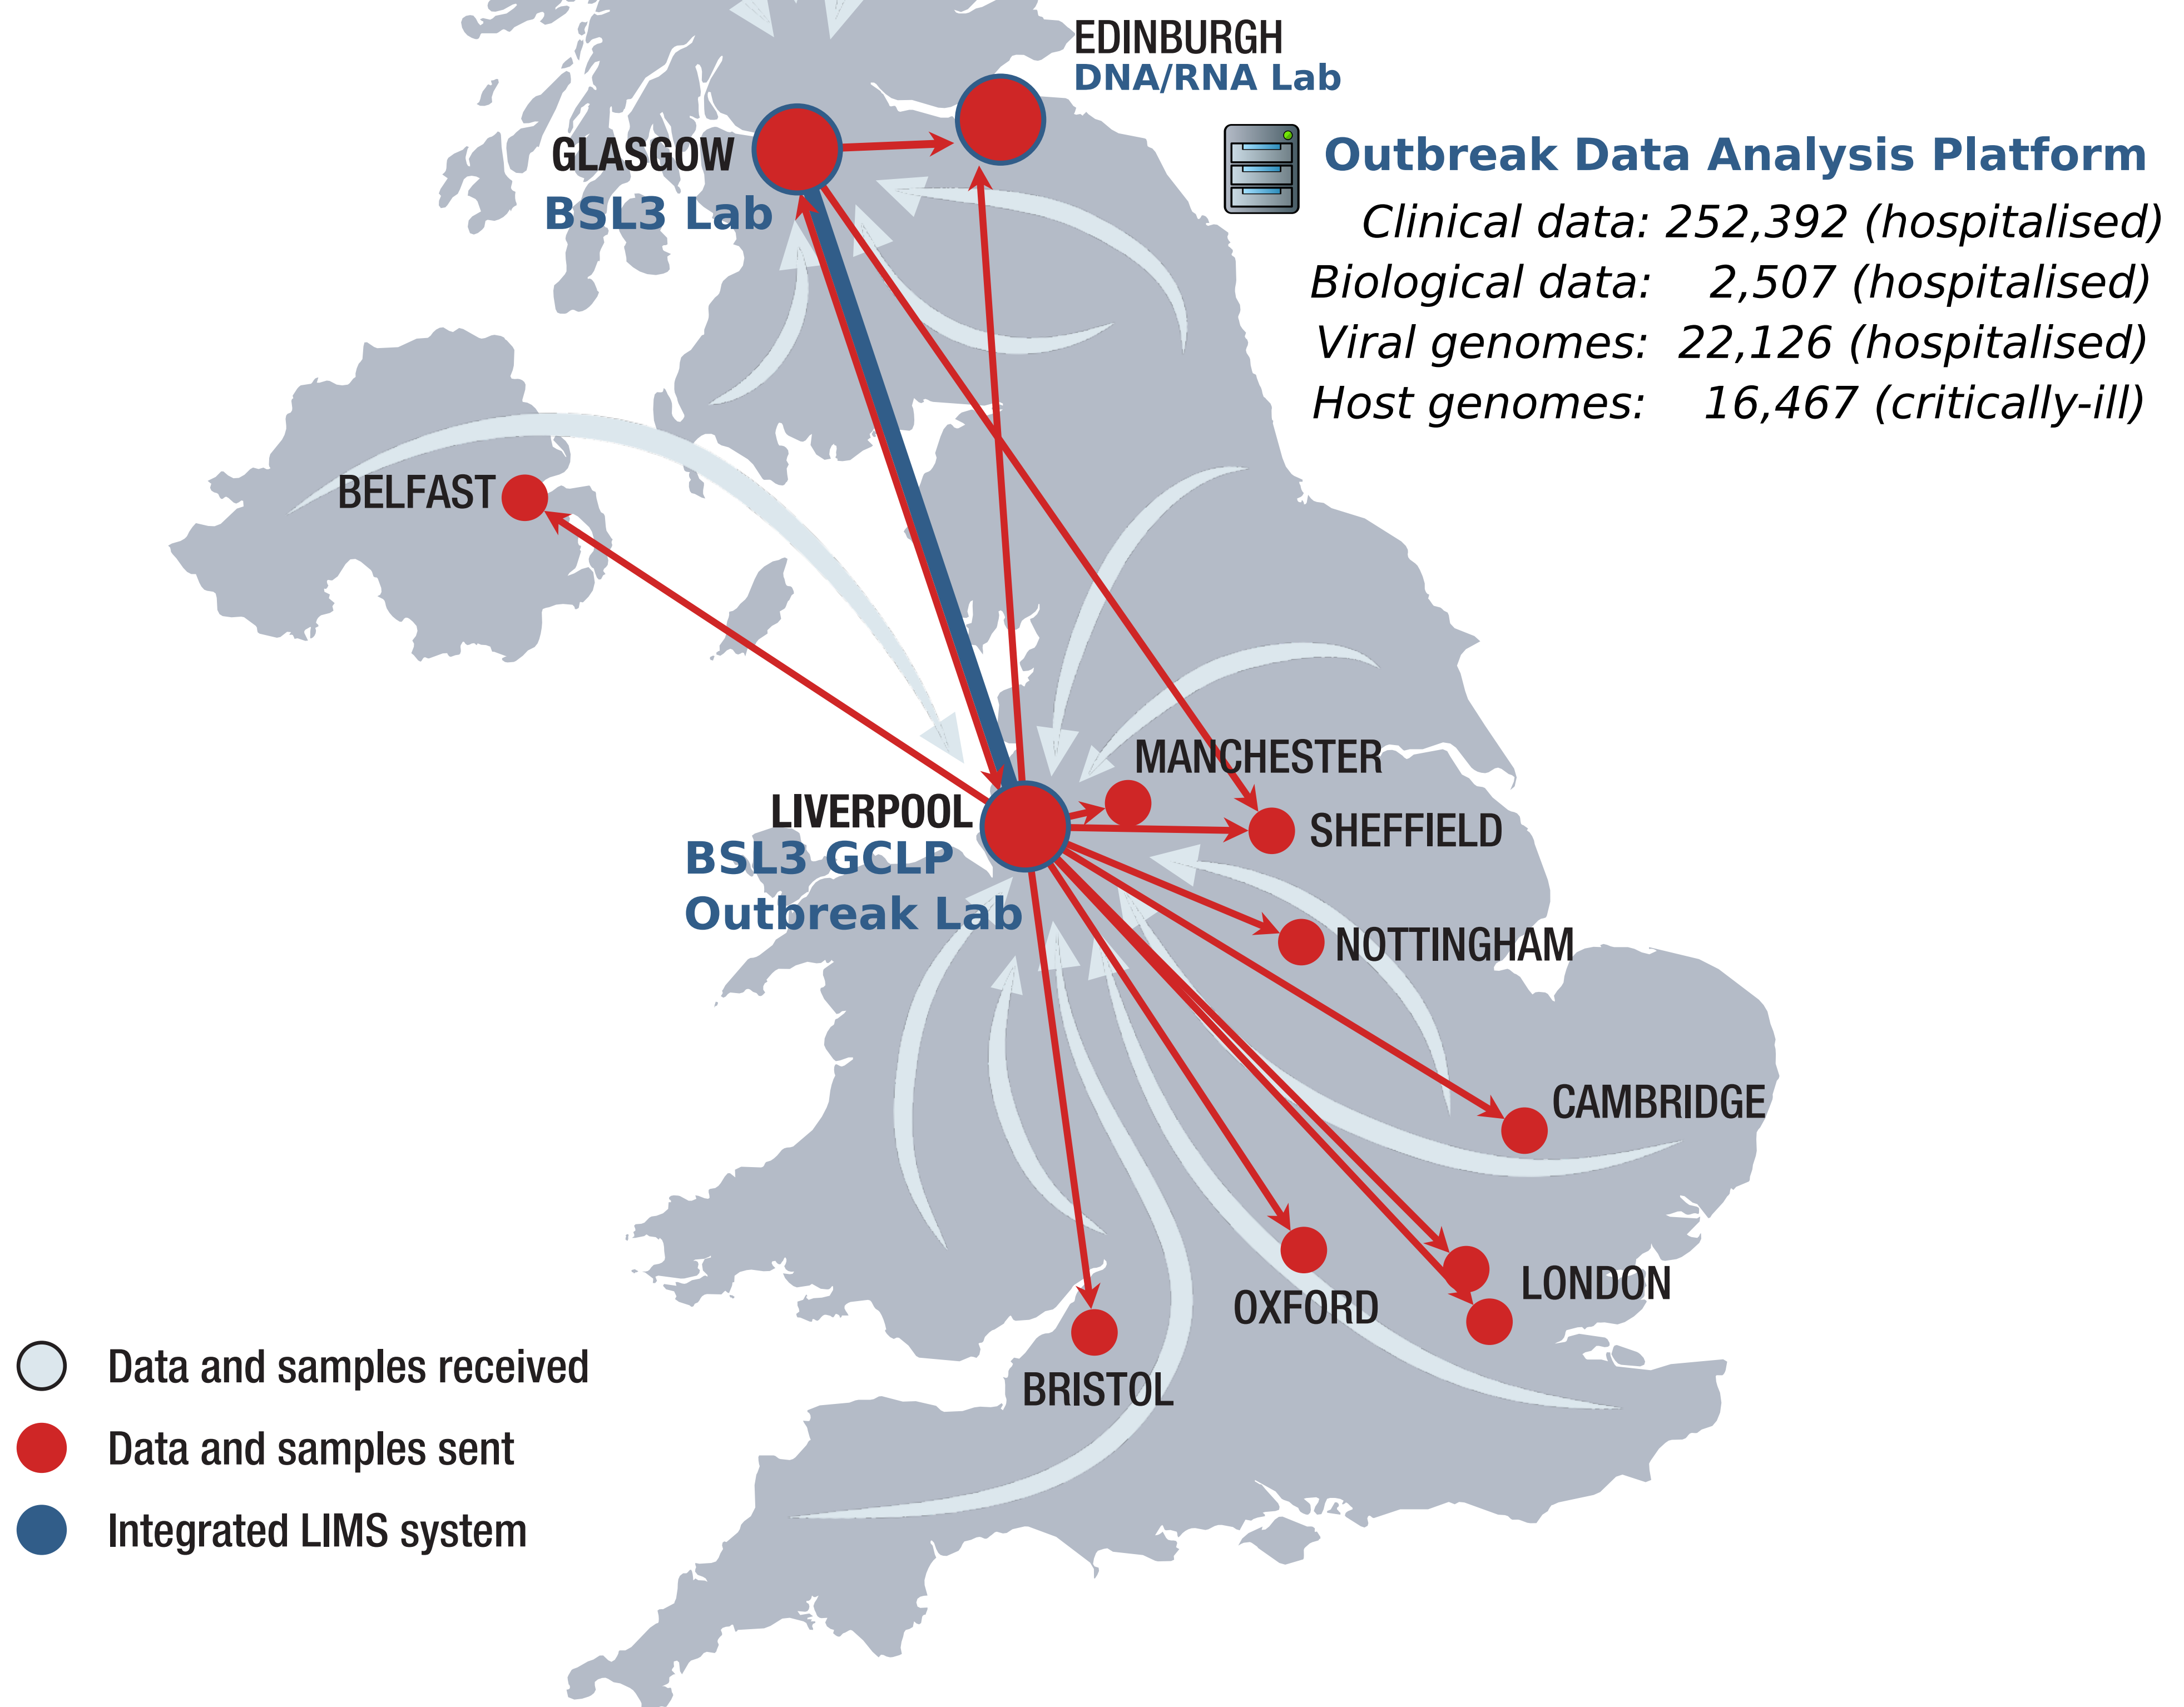 EDINBURGH
DNA/RNA Lab
GLASGOW
BSL3 Lab
Outbreak Data Analysis Platform
Clinical data: 252,392 (hospitalised)
Biological data: 2,507 (hospitalised)
Viral genomes: 22,126 (hospitalised)
Host genomes: 16,467 (critically-ill)
BELFAST
MANCHESTER
LIVERPOOL
BSL3 GCLP
Outbreak Lab
SHEFFIELD
NOTTINGHAM
CAMBRIDGE
LONDON
OXFORD
BRISTOL
Data and samples received
Data and samples sent
Integrated LIMS system